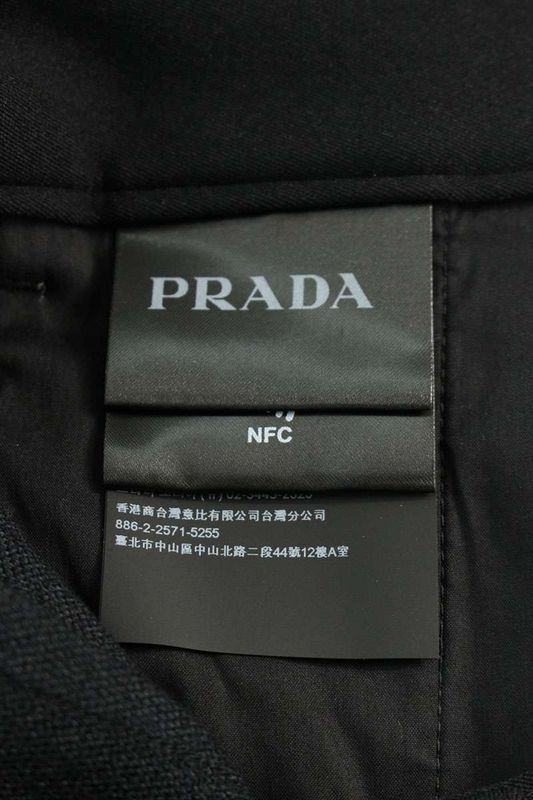 PRADA
NFC
香港商台灣意比有限公司台灣分公司
886-2-2571-5255
臺北市中山區中山北路二段44號12樓A室